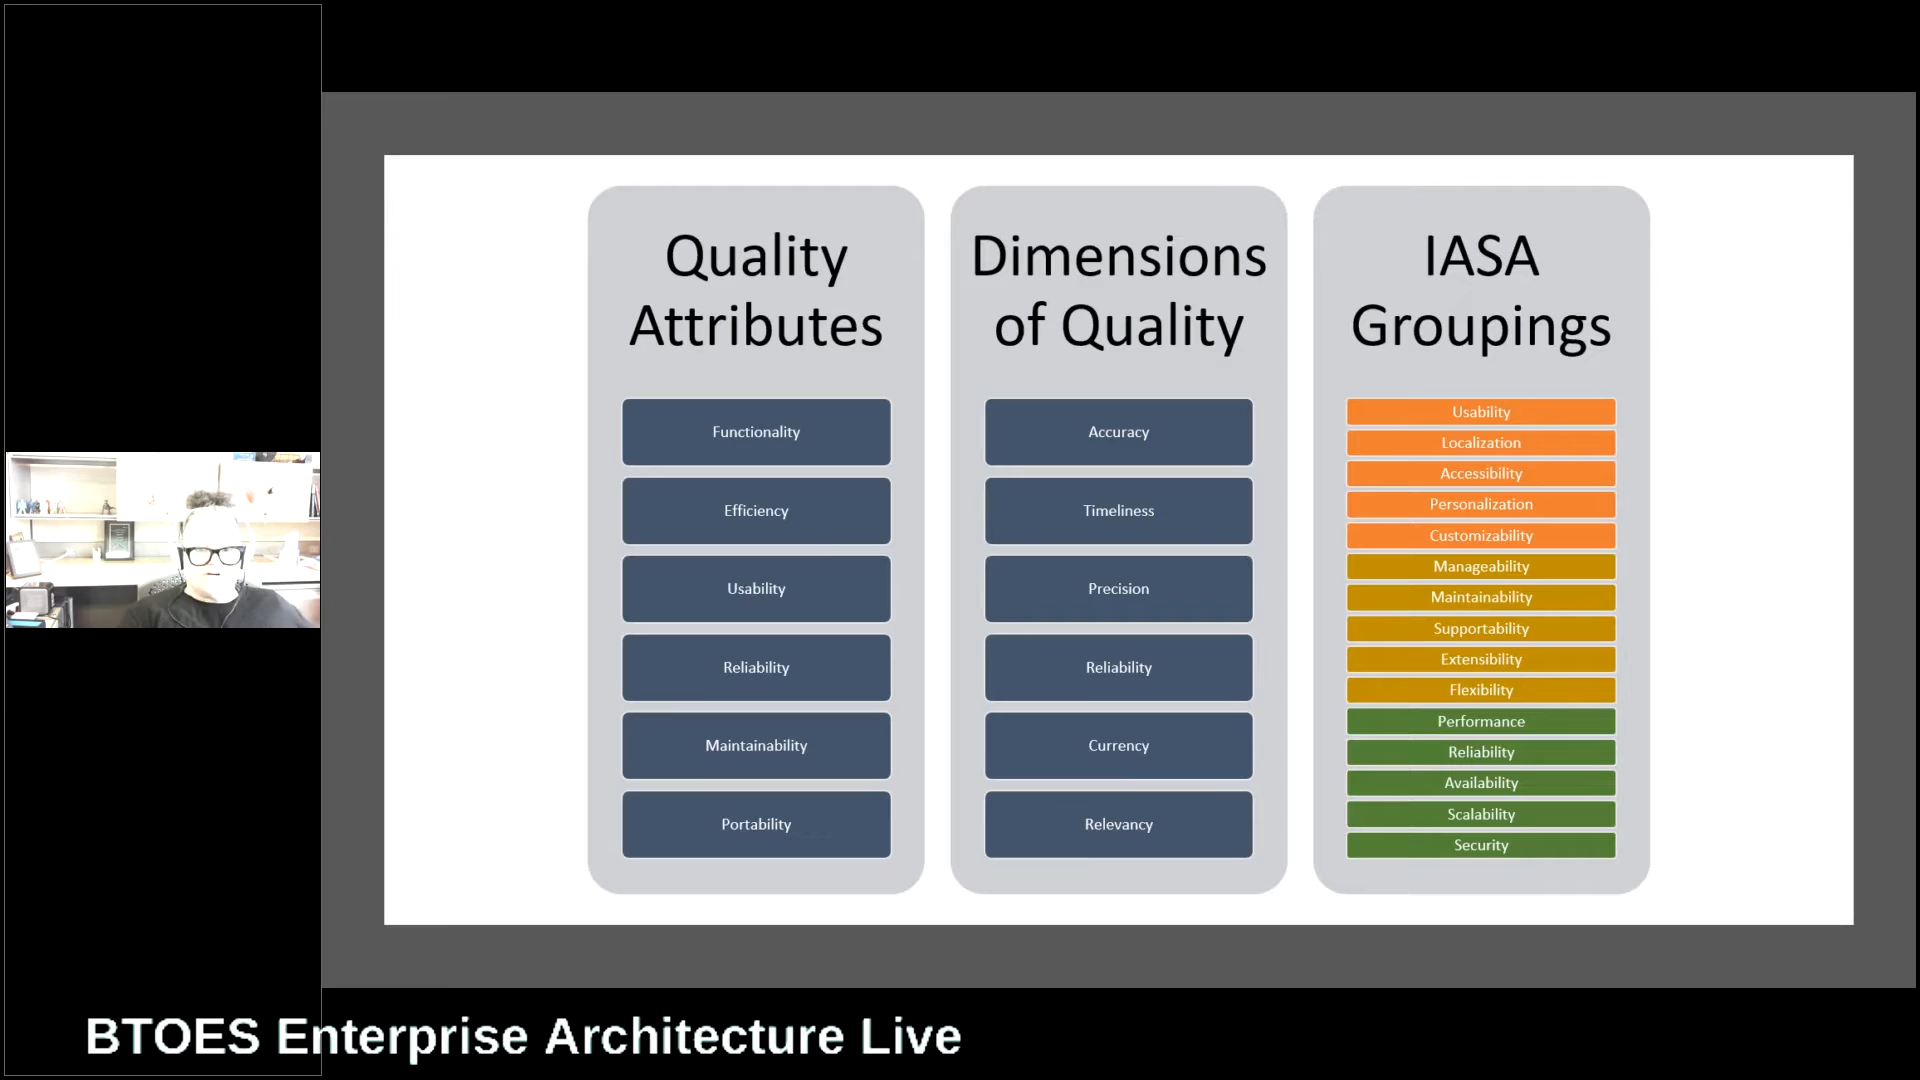 Quality
Attributes
Functionality
Efficiency
Usability
Reliability
Maintainability
Portability
Dimensions
of Quality
Accuracy
Timeliness
Precision
Reliability
Currency
Relevancy
IASA
Groupings
Usability
Localization
Accessibility
Personalization
Customizability
Manageability
Maintainability
Supportability
Extensibility
Flexibility
Performance
Reliability
Availability
Scalability
Security
BTOES Enterprise Architecture Live